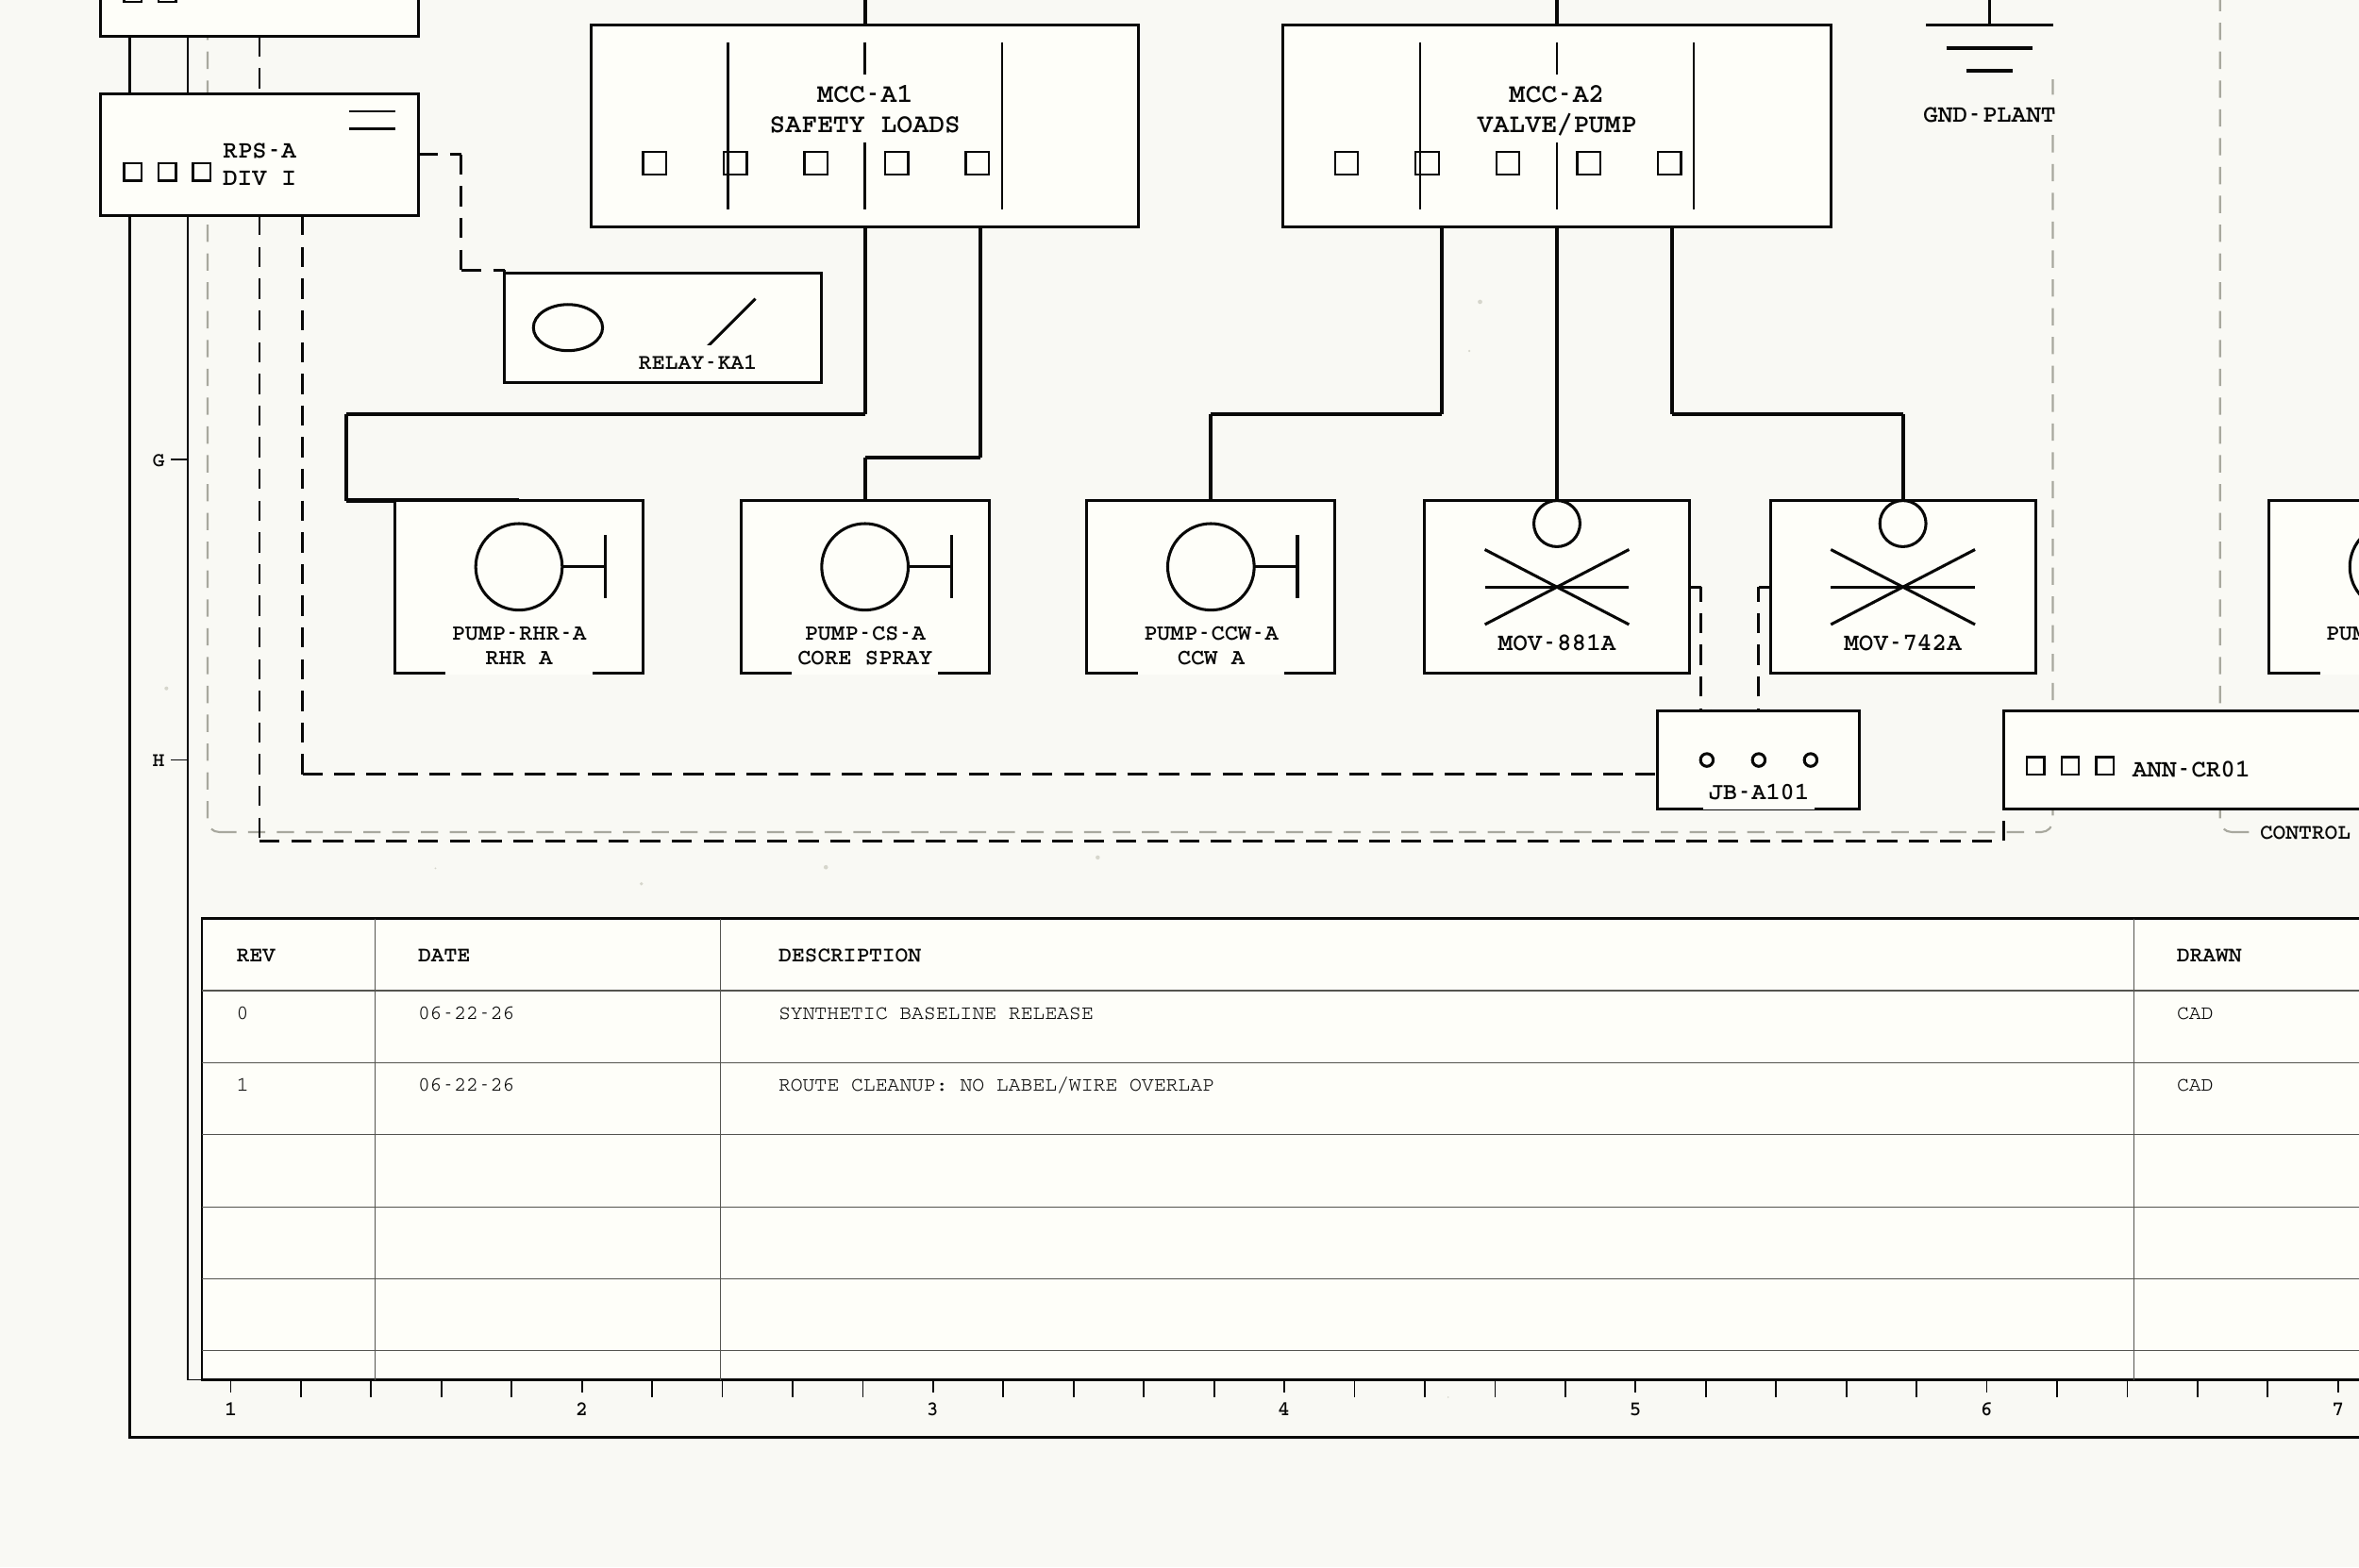 MCC-A1
SAFETY LOADS
MCC-A2
VALVE/PUMP
GND-PLANT
RPS-A
DIV I
RELAY-KA1
G
PUMP-RHR-A
RHR A
PUMP-CS-A
CORE SPRAY
PUMP-CCW-A
CCW A
MOV-881A
MOV-742A
PUM
H
JB-A101
ANN-CR01
CONTROL
REV DATE DESCRIPTION DRAWN
0 06-22-26 SYNTHETIC BASELINE RELEASE CAD
1 06-22-26 ROUTE CLEANUP: NO LABEL/WIRE OVERLAP CAD
1 2 3 4 5 6 7